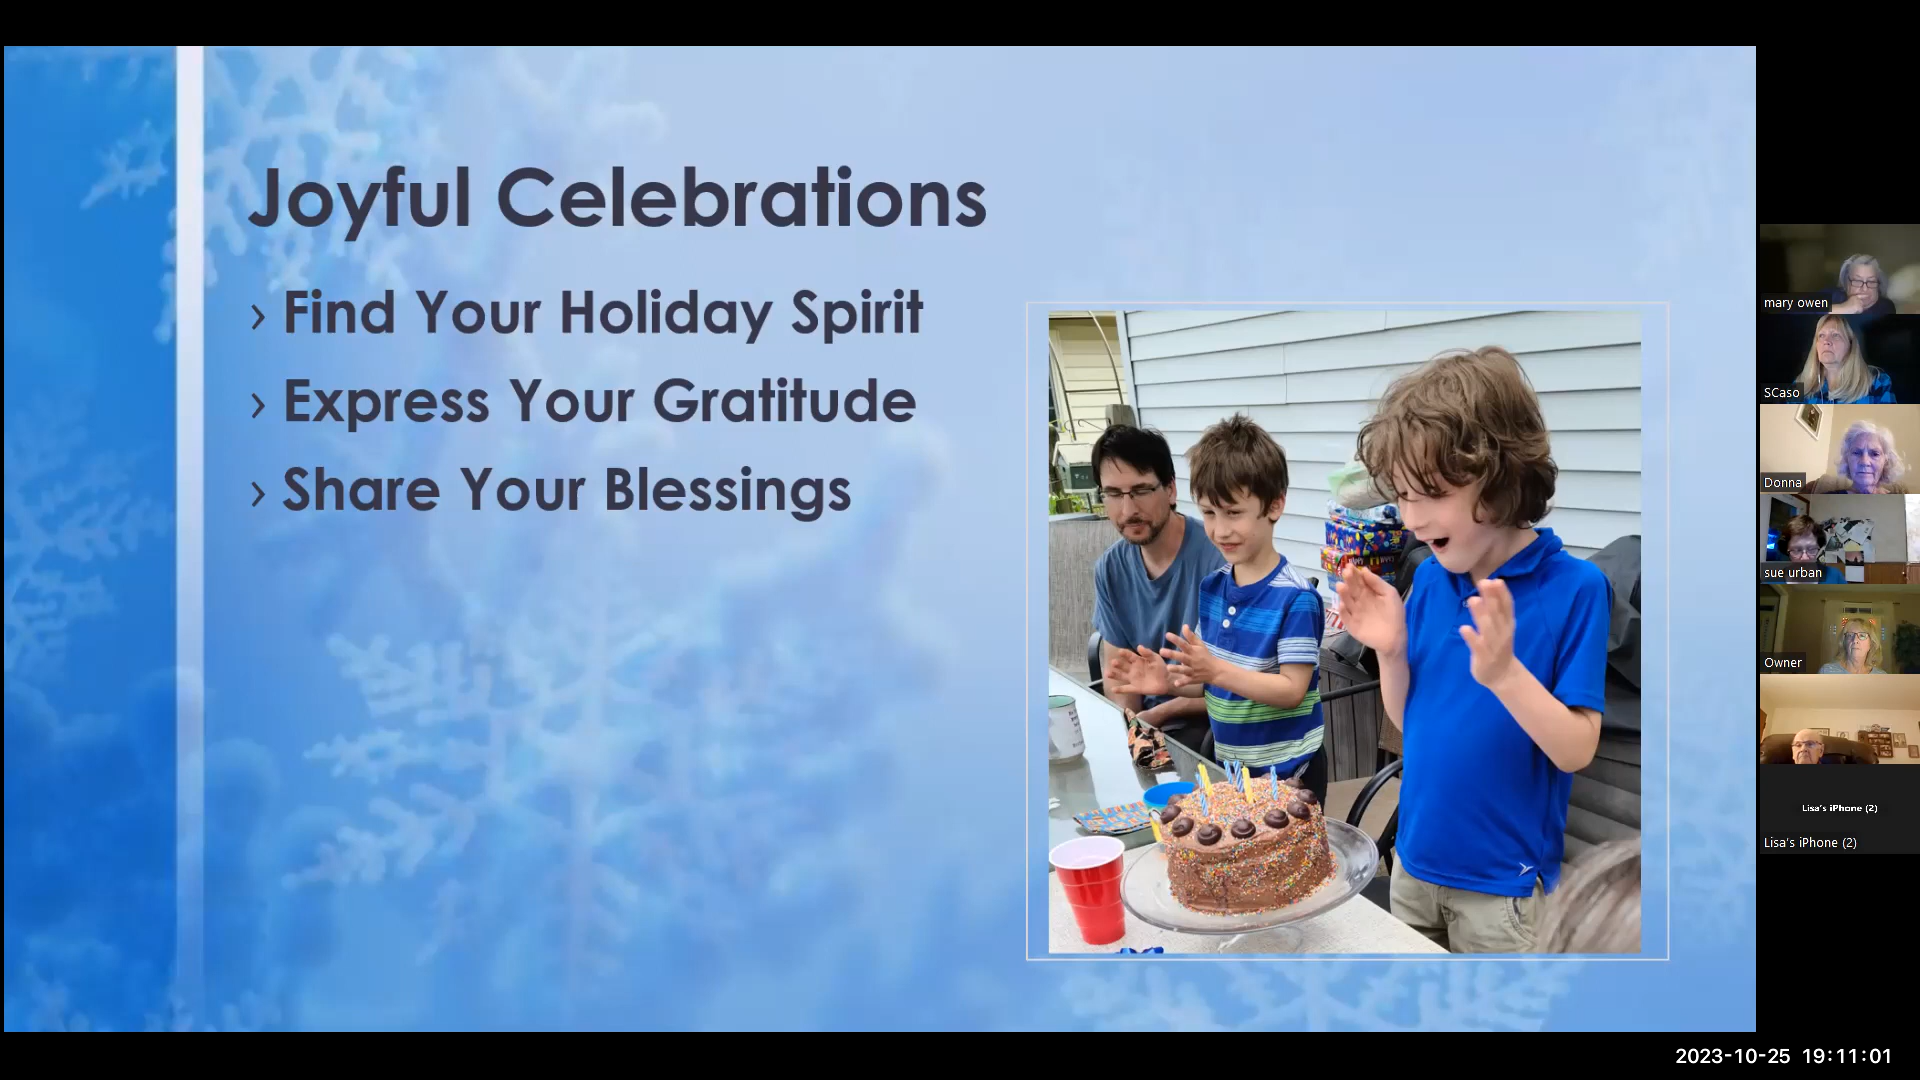 Joyful Celebrations
› Find Your Holiday Spirit
› Express Your Gratitude
› Share Your Blessings
mary owen
SCaso
Donna
sue urban
Owner
Lisa's iPhone (2)
Lisa's iPhone (2)
2023-10-25 19:11:01